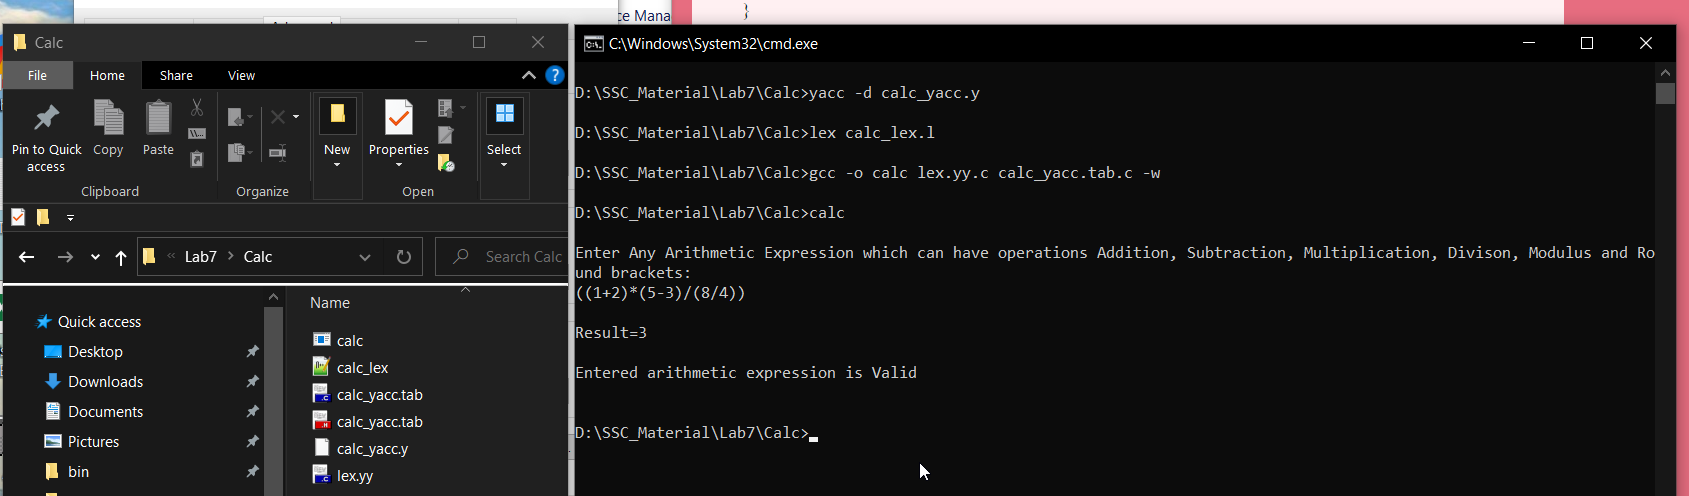 ce Mana
}
Calc
File Home Share View
Pin to Quick access
Copy
Paste
New
Properties
Select
Clipboard Organize Open
« Lab7 > Calc
Search Calc
Name
Quick access
Desktop
Downloads
Documents
Pictures
bin
calc
calc_lex
calc_yacc.tab
calc_yacc.tab
calc_yacc.y
lex.yy
C:\Windows\System32\cmd.exe
D:\SSC_Material\Lab7\Calc>yacc -d calc_yacc.y
D:\SSC_Material\Lab7\Calc>lex calc_lex.l
D:\SSC_Material\Lab7\Calc>gcc -o calc lex.yy.c calc_yacc.tab.c -w
D:\SSC_Material\Lab7\Calc>calc
Enter Any Arithmetic Expression which can have operations Addition, Subtraction, Multiplication, Divison, Modulus and Ro
und brackets:
((1+2)*(5-3)/(8/4))
Result=3
Entered arithmetic expression is Valid
D:\SSC_Material\Lab7\Calc>